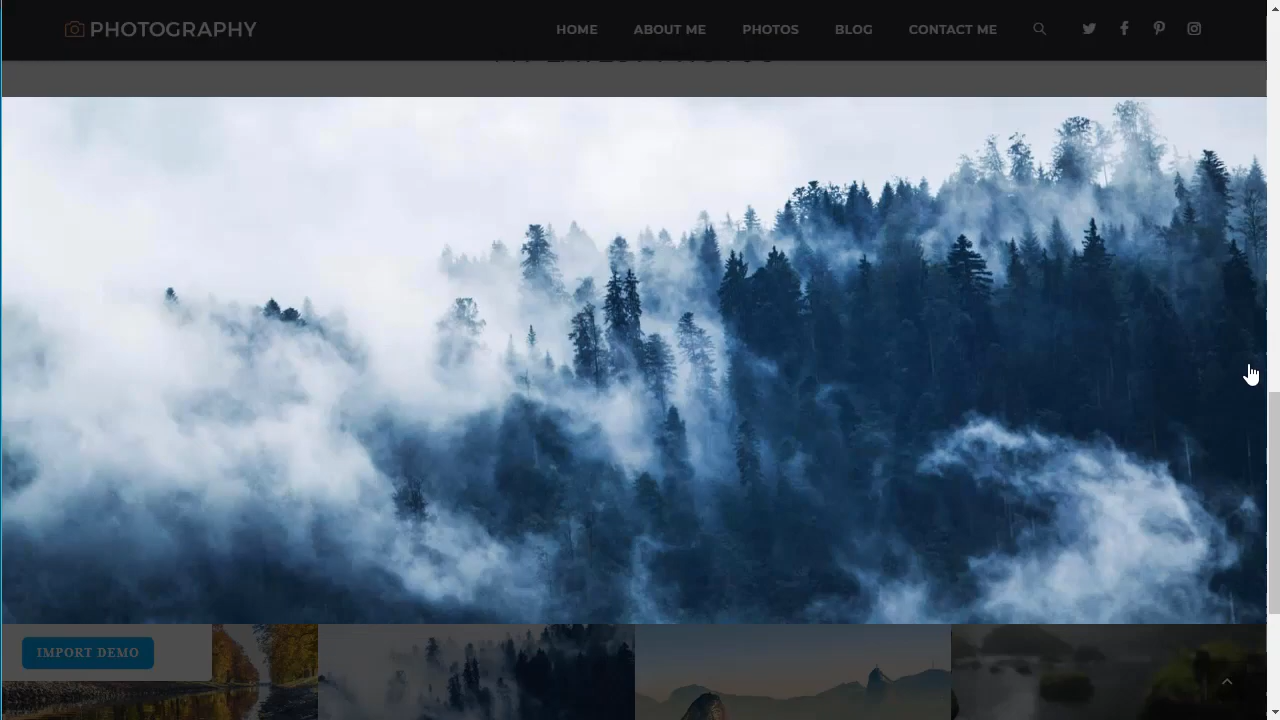 PHOTOGRAPHY
HOME
ABOUT ME
PHOTOS
BLOG
CONTACT ME
IMPORT DEMO